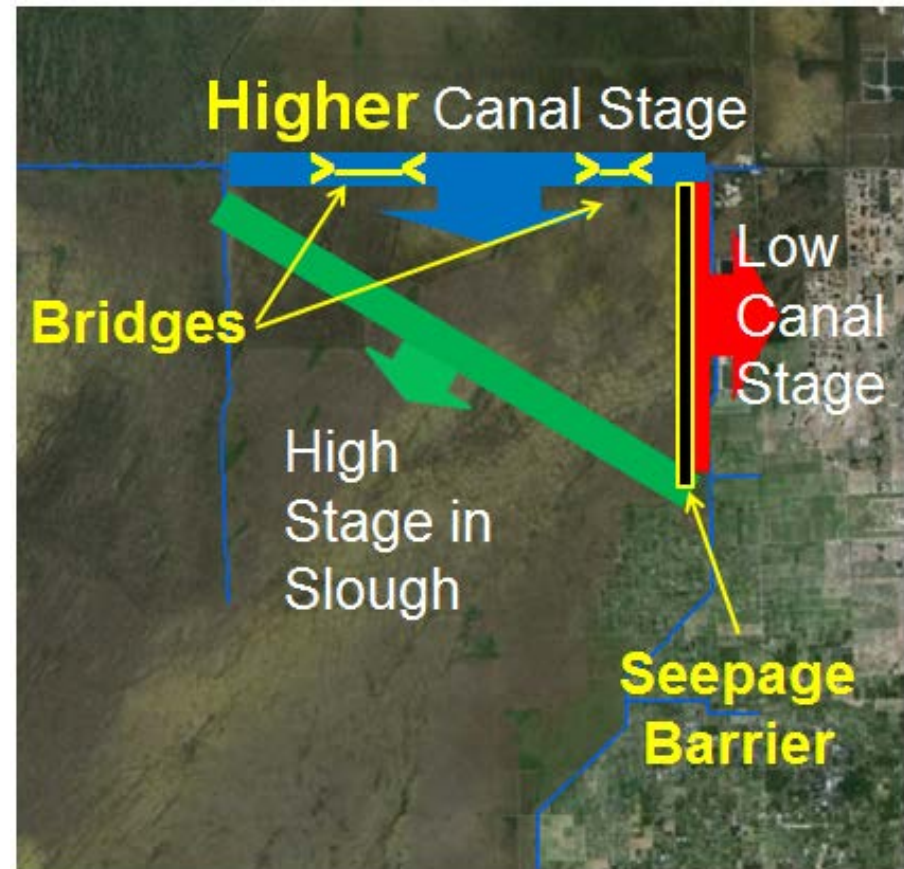 Higher Canal Stage
Bridges
Low
Canal
Stage
High
Stage in
Slough
Seepage
Barrier